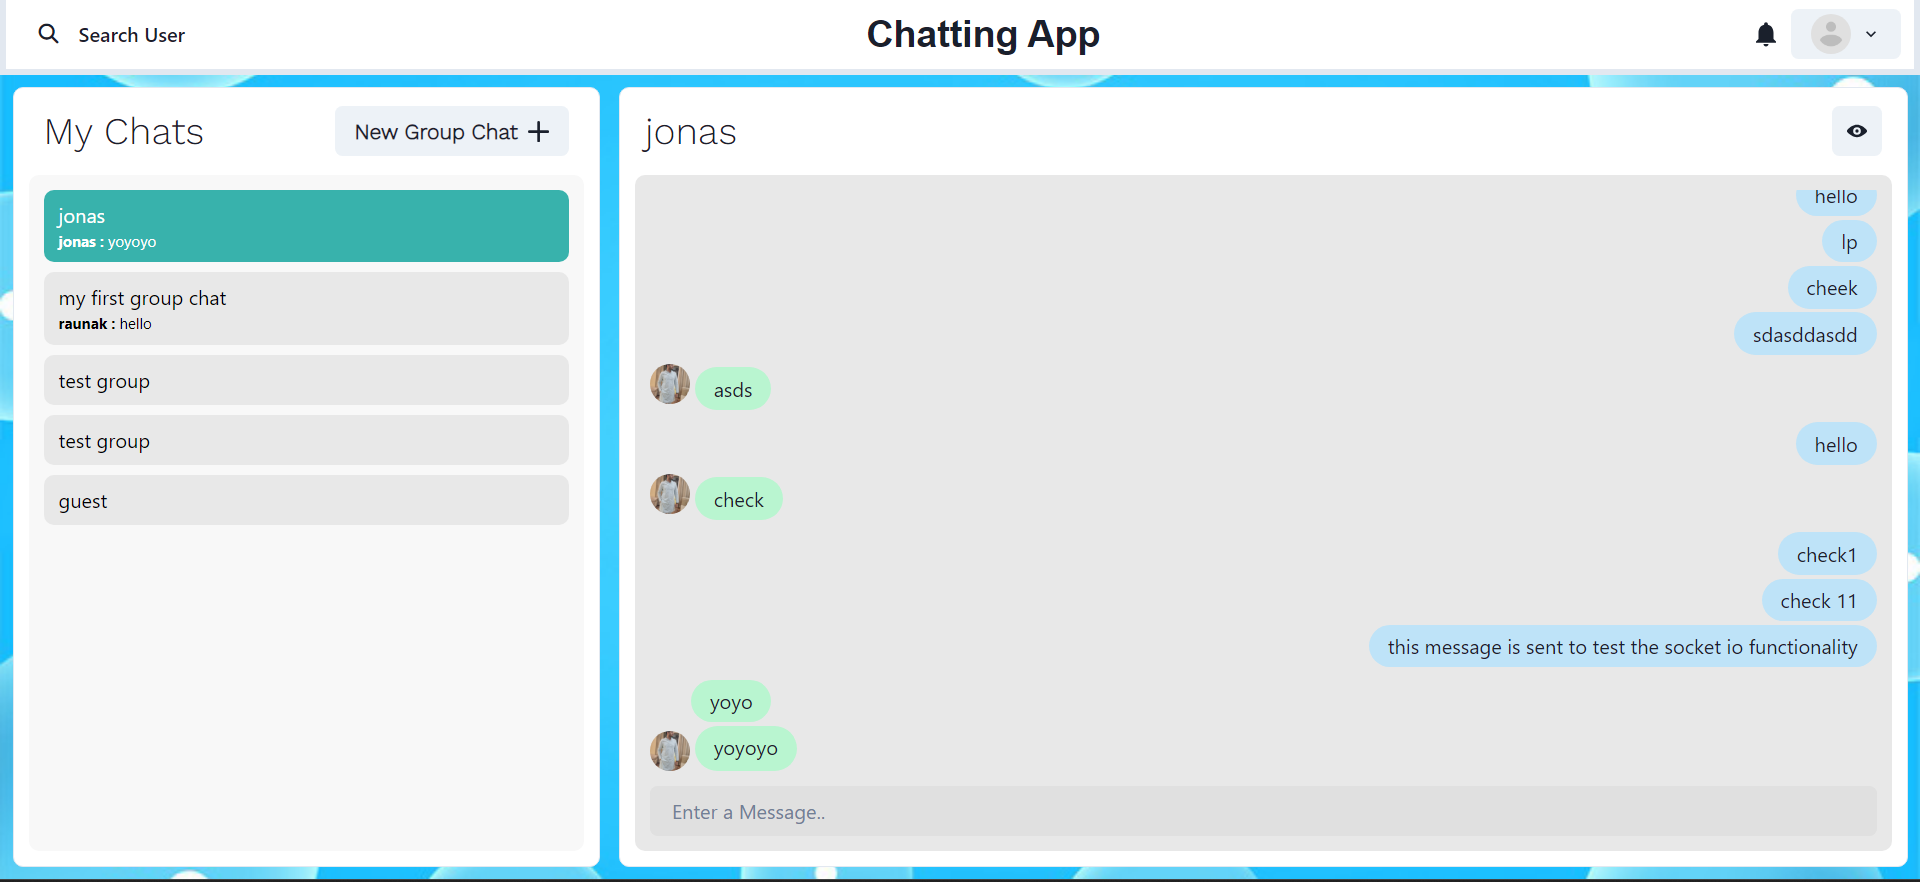 Search User
Chatting App
My Chats
New Group Chat +
jonas
jonas : yoyoyo
my first group chat
raunak : hello
test group
test group
guest
jonas
hello
lp
cheek
sdasddasdd
asds
hello
check
check1
check 11
this message is sent to test the socket io functionality
yoyo
yoyoyo
Enter a Message..